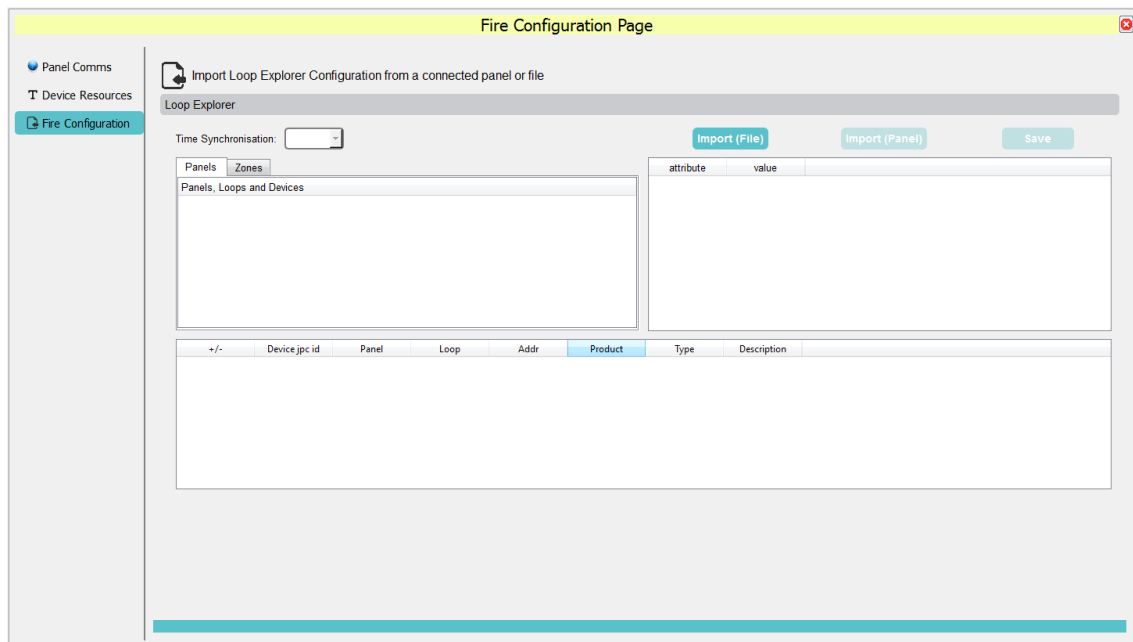 Fire Configuration Page
Panel Comms
T Device Resources
Fire Configuration
Import Loop Explorer Configuration from a connected panel or file
Loop Explorer
Time Synchronisation:
Import (File)
Import (Panel)
Save
Panels Zones
Panels, Loops and Devices
attribute value
+/- Device jpc id Panel Loop Addr Product Type Description